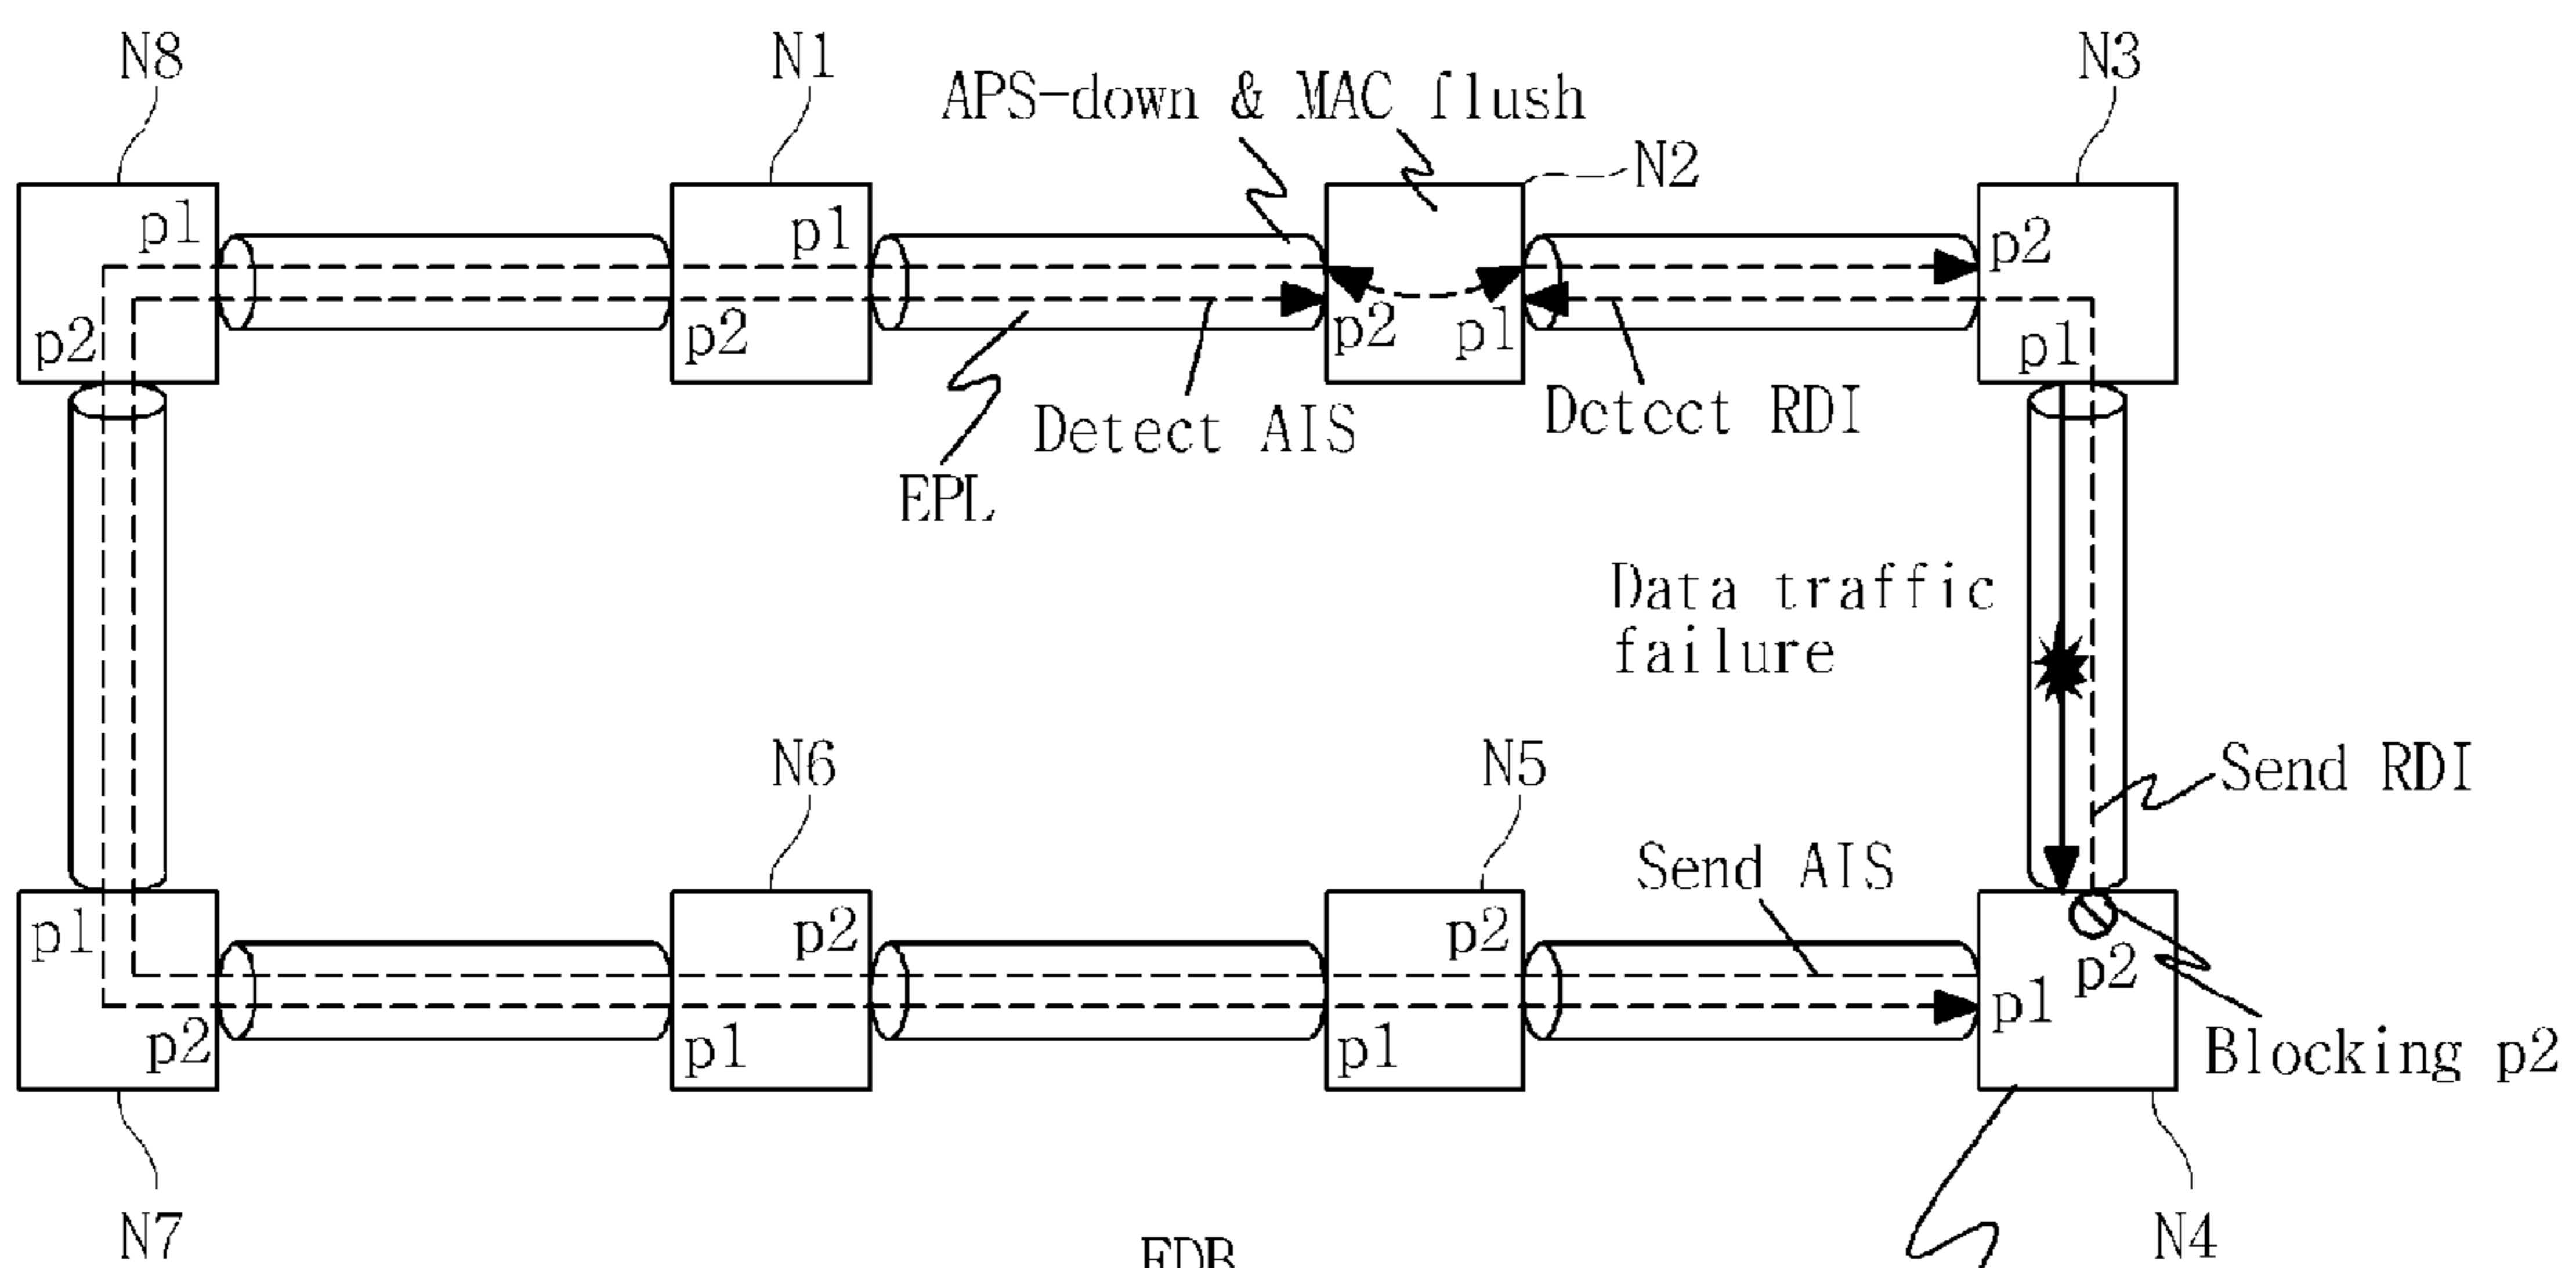 N8
N1
N3
APS-down & MAC flush
N2
p1
p1
p2
p2
p2
p2
p1
p1
Detect AIS
Detect RDI
EPL
Data traffic
failure
N6
N5
Send RDI
Send AIS
p1
p2
p2
p2
p1
p2
p1
p1
Blocking p2
N7
N4